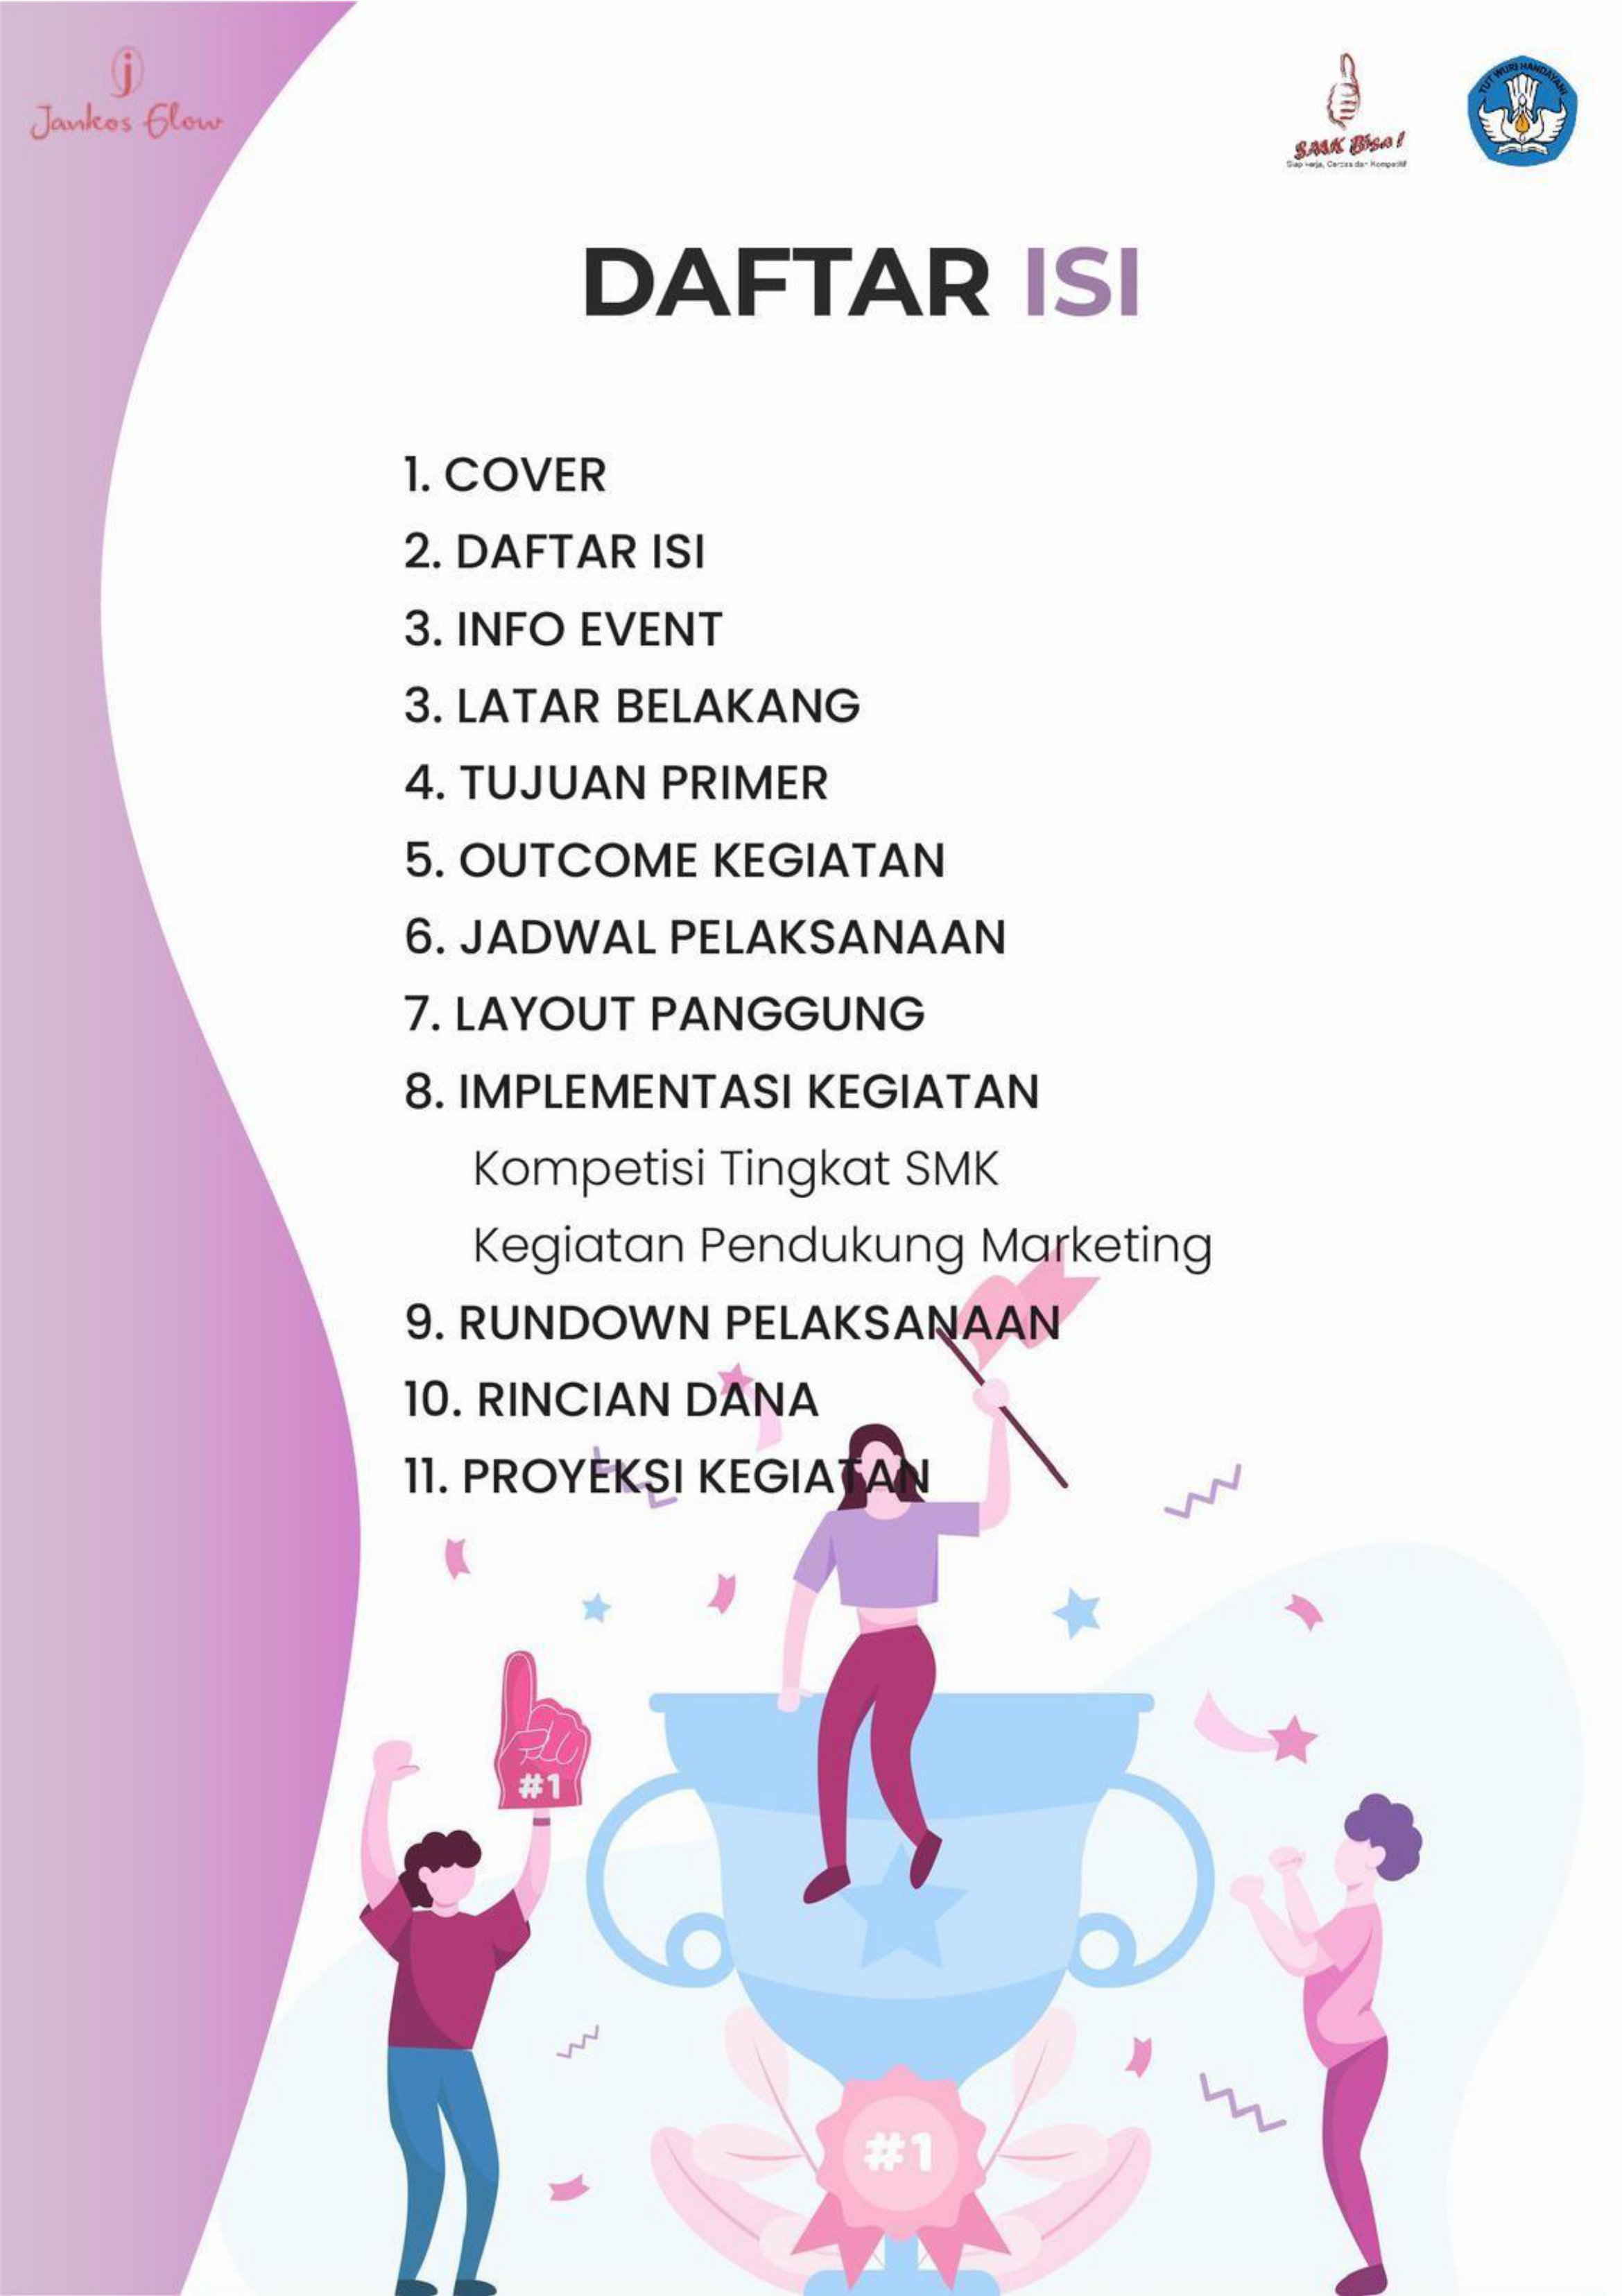 j
Jankos Glow
SMK Bisa!
Siap kerja, Cerdas dan Kompetitif
TUT WURI HANDAYANI
DAFTAR ISI
1. COVER
2. DAFTAR ISI
3. INFO EVENT
3. LATAR BELAKANG
4. TUJUAN PRIMER
5. OUTCOME KEGIATAN
6. JADWAL PELAKSANAAN
7. LAYOUT PANGGUNG
8. IMPLEMENTASI KEGIATAN
Kompetisi Tingkat SMK
Kegiatan Pendukung Marketing
9. RUNDOWN PELAKSANAAN
10. RINCIAN DANA
11. PROYEKSI KEGIATAN
#1
#1